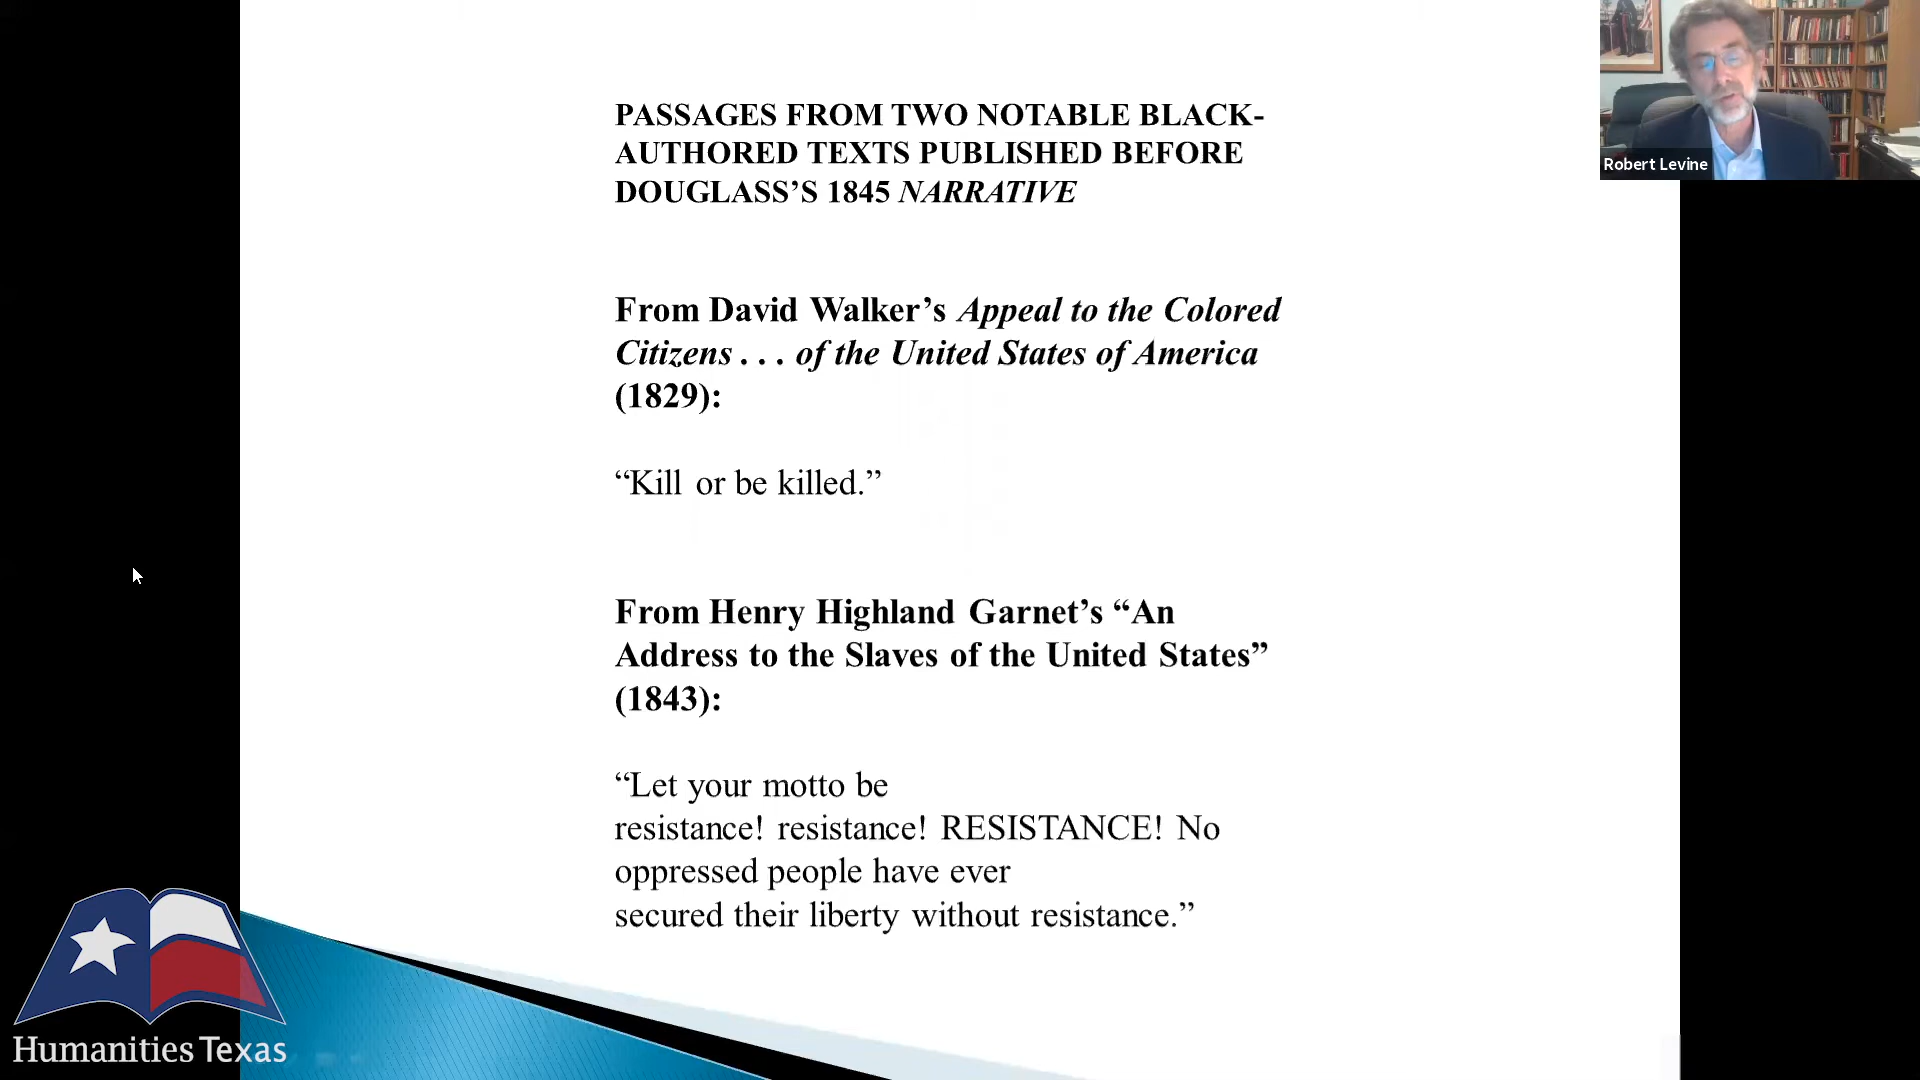 PASSAGES FROM TWO NOTABLE BLACK-
AUTHORED TEXTS PUBLISHED BEFORE
DOUGLASS’S 1845 NARRATIVE
From David Walker’s Appeal to the Colored
Citizens . . . of the United States of America
(1829):
“Kill or be killed.”
From Henry Highland Garnet’s “An
Address to the Slaves of the United States”
(1843):
“Let your motto be
resistance! resistance! RESISTANCE! No
oppressed people have ever
secured their liberty without resistance.”
Robert Levine
Humanities Texas